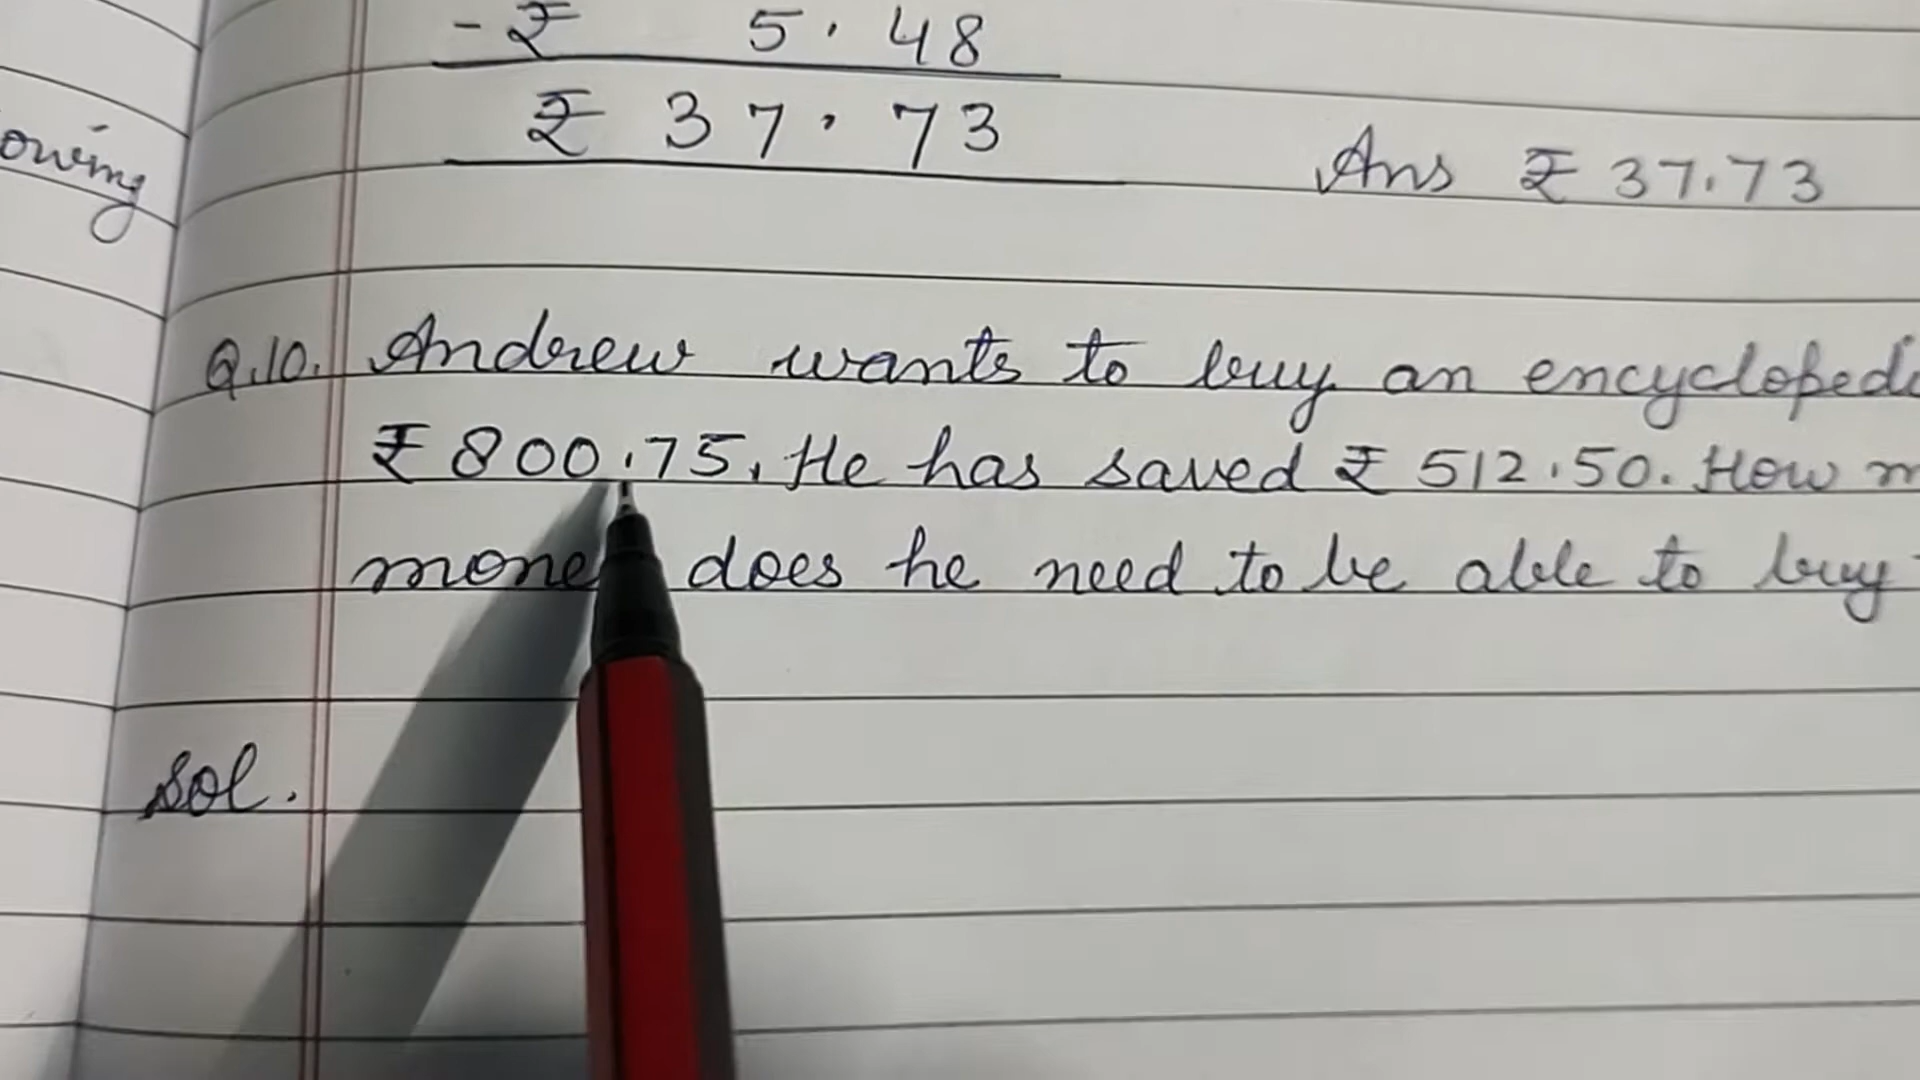 - ₹ 5.48
₹ 37.73
Ans ₹ 37.73
Q.10. Andrew wants to buy an
₹ 800.75. He has saved ₹ 512.50. How
does he need to be able to buy
Sol.